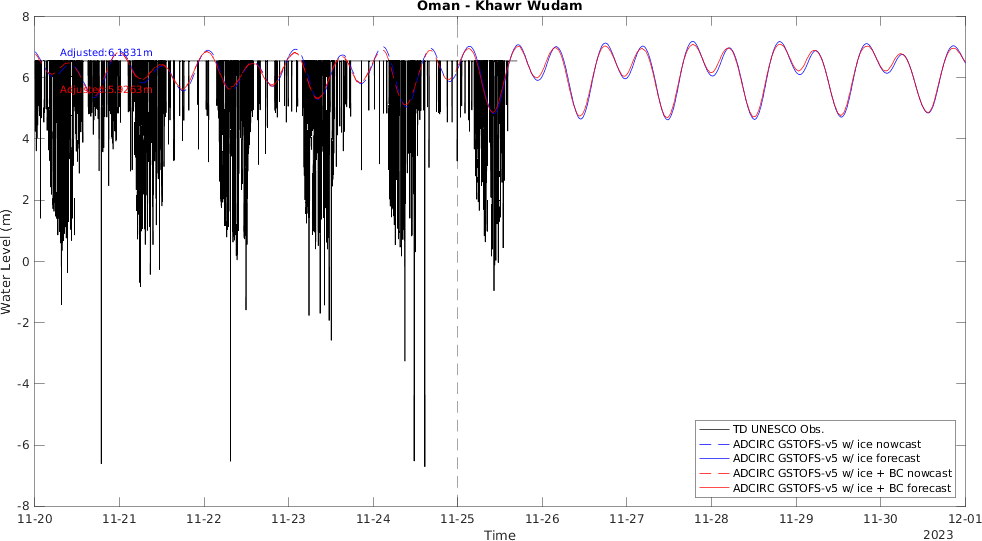 Oman - Khawr Wudam
8
6
4
2
0
-2
-4
-6
-8
Water Level (m)
Adjusted:6.1831m
TD UNESCO Obs.
ADCIRC GSTOFS-v5 w/ ice nowcast
ADCIRC GSTOFS-v5 w/ ice forecast
ADCIRC GSTOFS-v5 w/ ice + BC nowcast
ADCIRC GSTOFS-v5 w/ ice + BC forecast
11-20 11-21 11-22 11-23 11-24 11-25 11-26 11-27 11-28 11-29 11-30 12-01
Time
2023